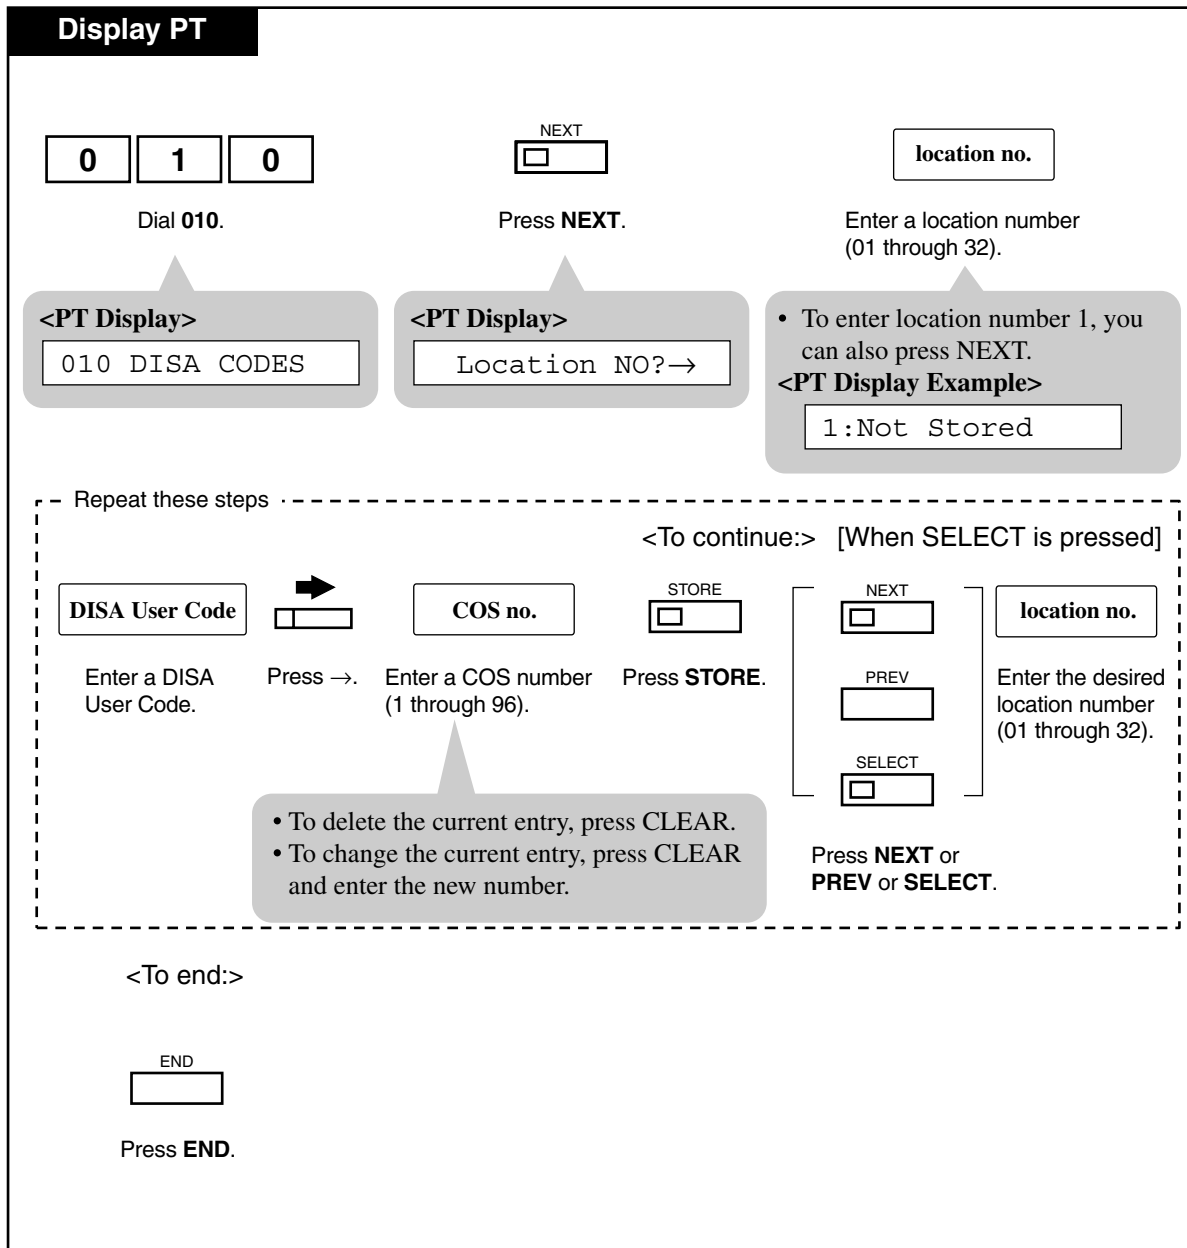 Display PT
0 1 0
NEXT
location no.
Dial 010.
Press NEXT.
Enter a location number
(01 through 32).
<PT Display>
010 DISA CODES
<PT Display>
Location NO?→
• To enter location number 1, you
can also press NEXT.
<PT Display Example>
1:Not Stored
Repeat these steps
<To continue:> [When SELECT is pressed]
DISA User Code
COS no.
STORE
NEXT
location no.
Enter a DISA
User Code.
Press →.
Enter a COS number
(1 through 96).
Press STORE.
PREV
Enter the desired
location number
(01 through 32).
SELECT
• To delete the current entry, press CLEAR.
• To change the current entry, press CLEAR
and enter the new number.
Press NEXT or
PREV or SELECT.
<To end:>
END
Press END.